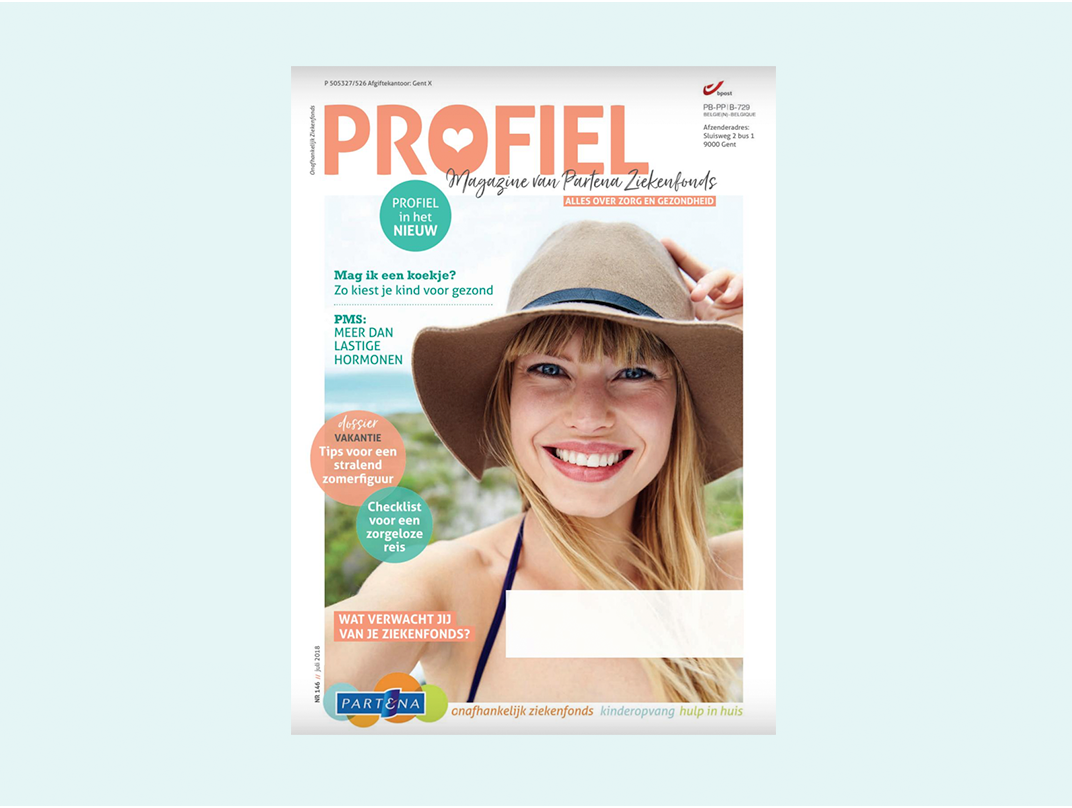 P 505327/526 Afgiftekantoor: Gent X
bpost
PB-PP|B-729
BELGIE(N)-BELGIQUE
Afzenderadres:
Sluisweg 2 bus 1
9000 Gent
Onafhankelijk Ziekenfonds
PROFIEL
Magazine van Partena Ziekenfonds
ALLES OVER ZORG EN GEZONDHEID
PROFIEL
in het
NIEUW
Mag ik een koekje?
Zo kiest je kind voor gezond
PMS:
MEER DAN
LASTIGE
HORMONEN
dossier
VAKANTIE
Tips voor een
stralend
zomerfiguur
Checklist
voor een
zorgeloze
reis
WAT VERWACHT JIJ
VAN JE ZIEKENFONDS?
NR 146 // juli 2018
PARTENA
onafhankelijk ziekenfonds kinderopvang hulp in huis